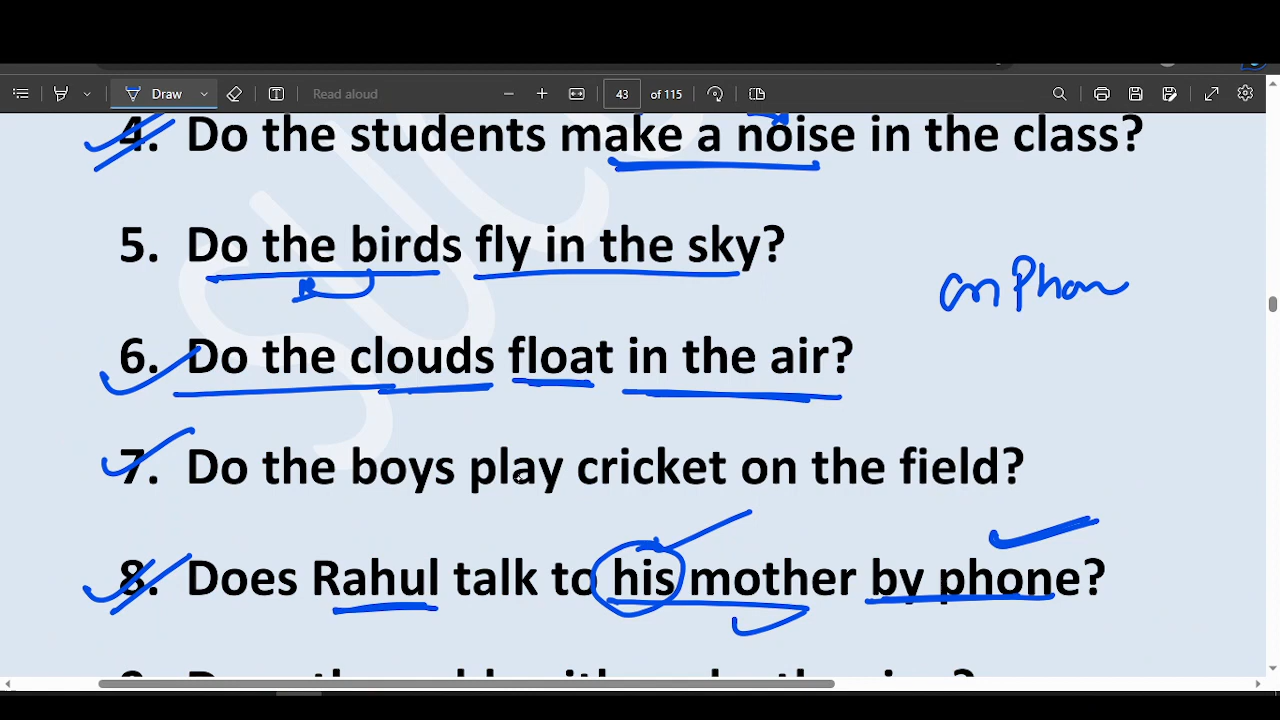 Draw
Read aloud
43 of 115
4. Do the students make a noise in the class?
5. Do the birds fly in the sky?
on Phone
6. Do the clouds float in the air?
7. Do the boys play cricket on the field?
8. Does Rahul talk to his mother by phone?